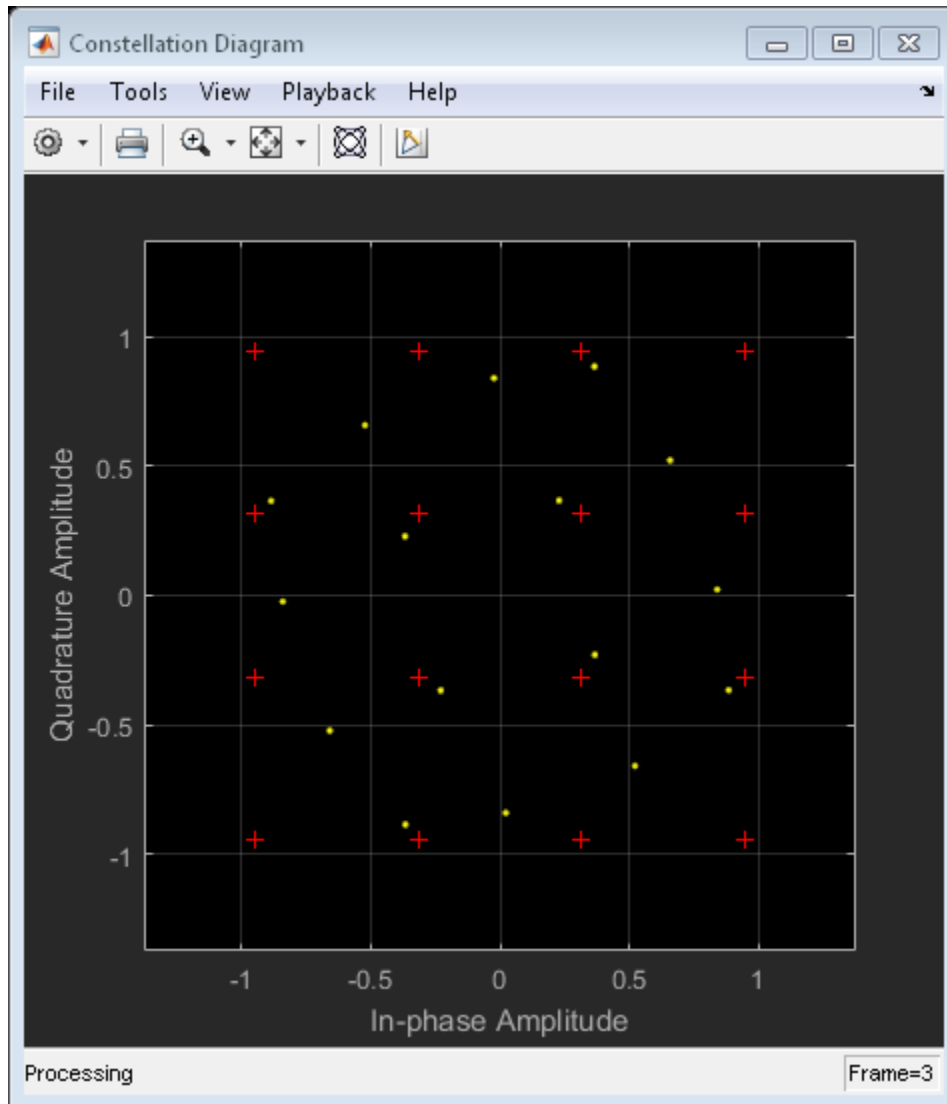 Constellation Diagram
File Tools View Playback Help
1
0.5
0
-0.5
-1
Quadrature Amplitude
-1 -0.5 0 0.5 1
In-phase Amplitude
Processing Frame=3